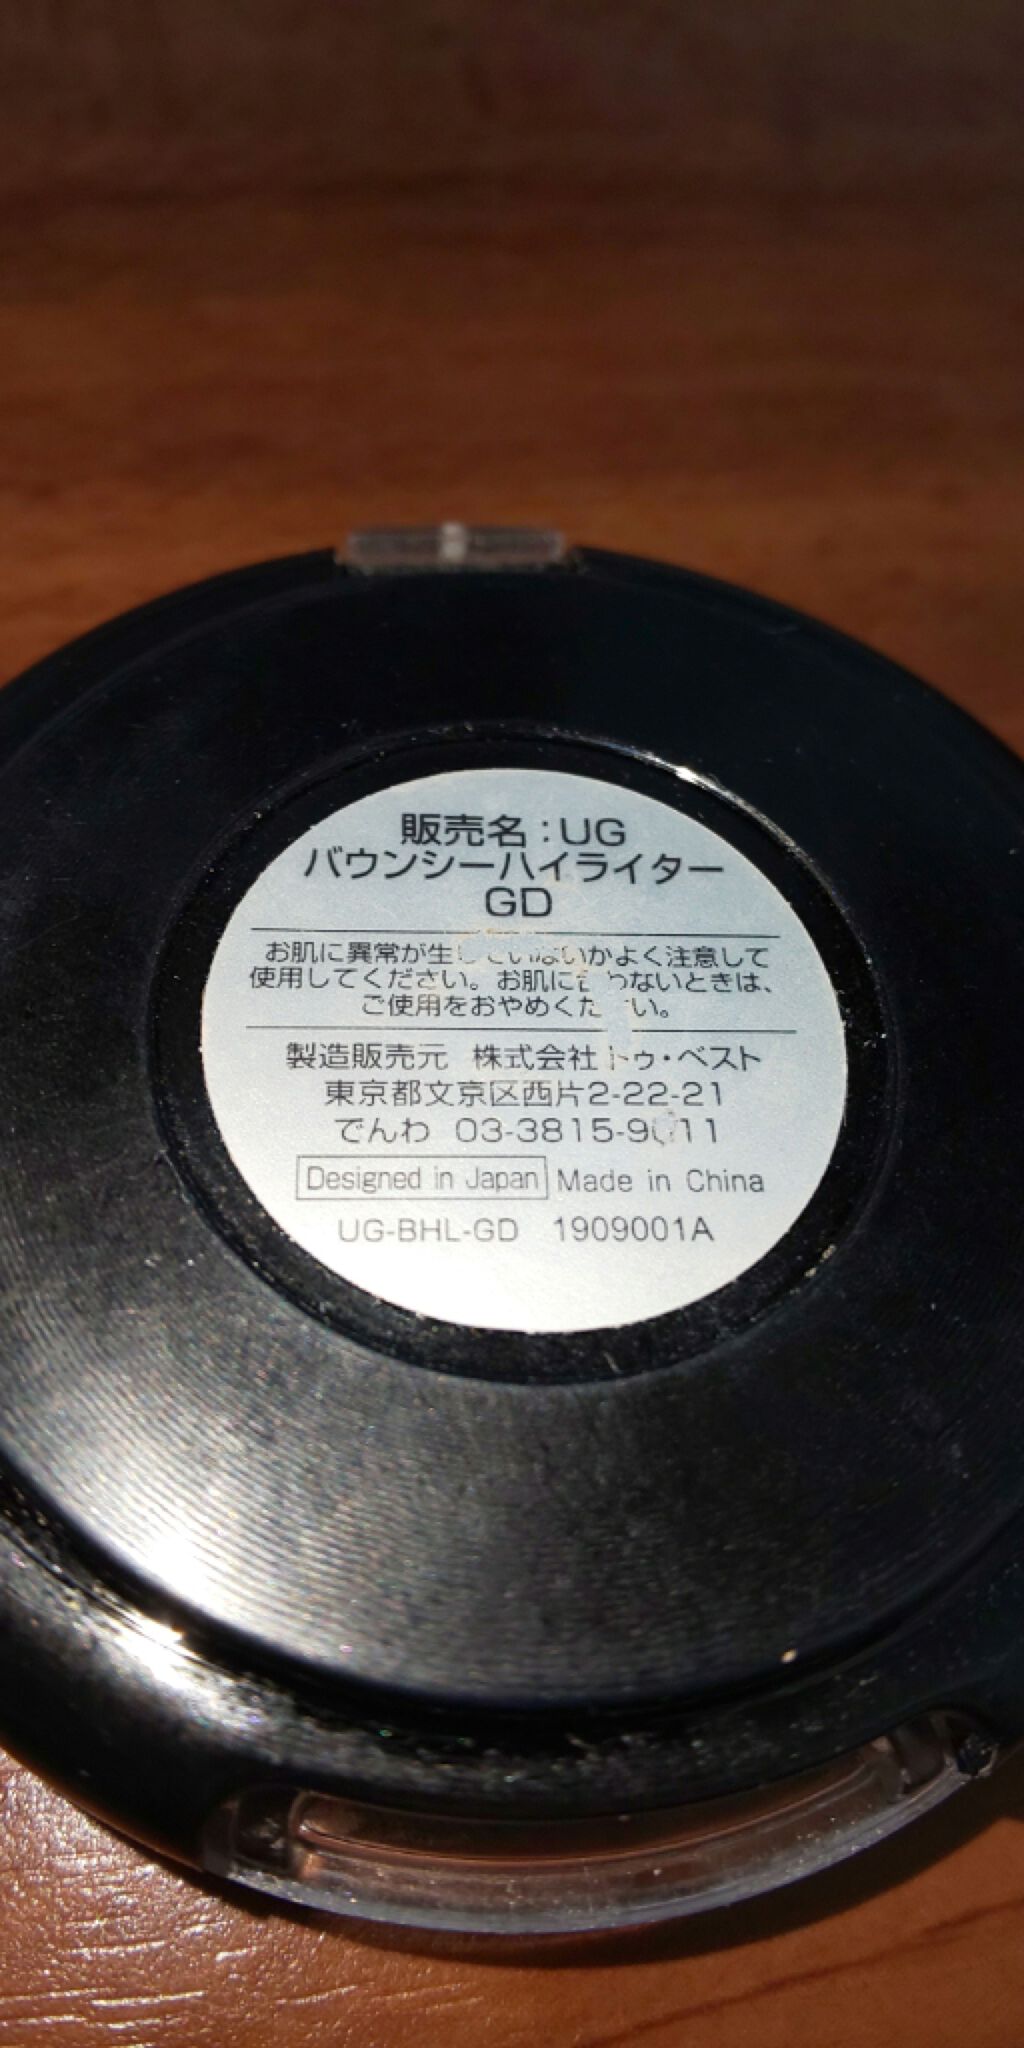 販売名:UG
バウンシーハイライター
GD
お肌に異常が生じていないかよく注意して
使用してください。お肌に合わないときは、
ご使用をおやめください。
製造販売元 株式会社トゥ・ベスト
東京都文京区西片2-22-21
でんわ 03-3815-9011
Designed in Japan Made in China
UG-BHL-GD 1909001A